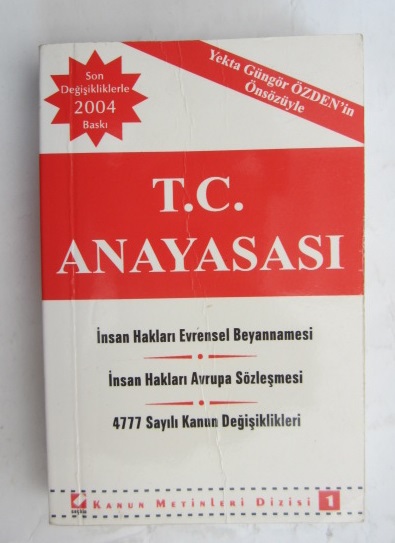 Son
Değişikliklerle
2004
Baskı
Yekta Güngör ÖZDEN'in
Önsözüyle
T.C.
ANAYASASI
İnsan Hakları Evrensel Beyannamesi
İnsan Hakları Avrupa Sözleşmesi
4777 Sayılı Kanun Değişiklikleri
KANUN METİNLERİ DİZİSİ 1